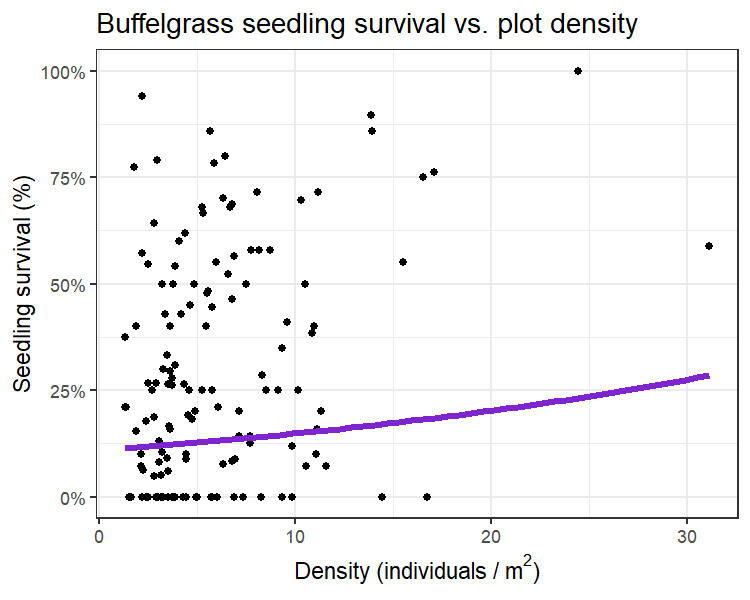 Buffelgrass seedling survival vs. plot density
Seedling survival (%)
100%
75%
50%
25%
0%
0 10 20 30
Density (individuals / m²)